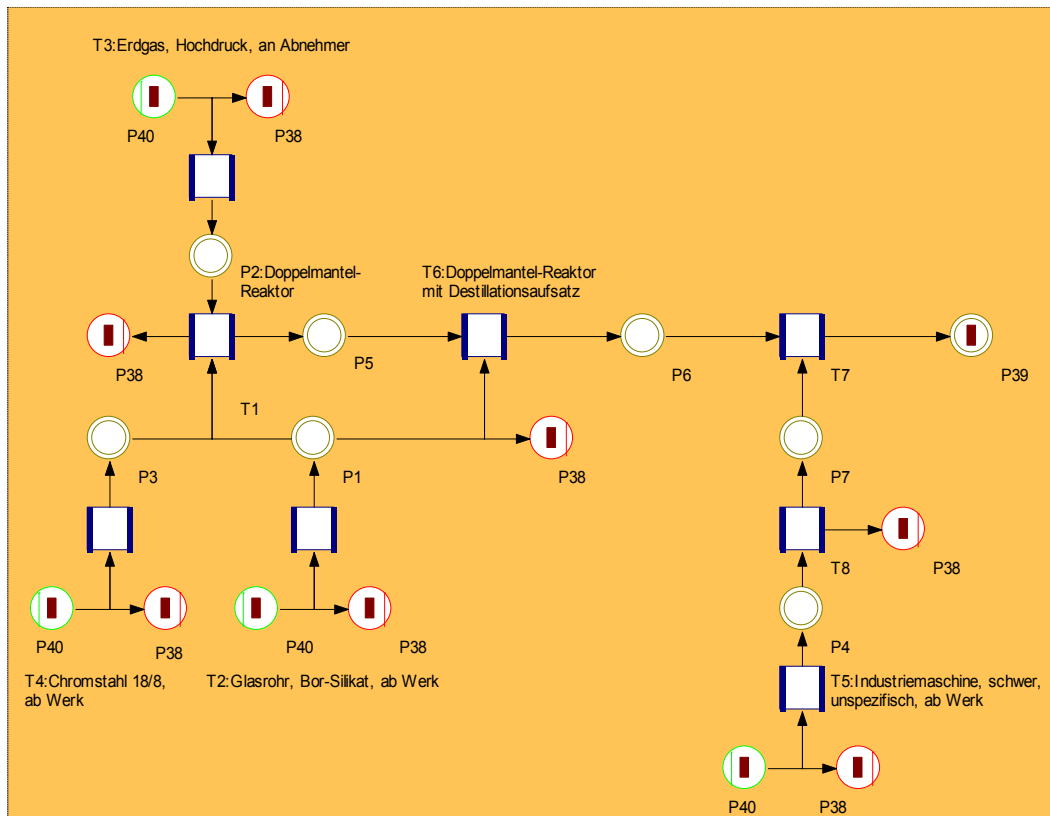 T3:Erdgas, Hochdruck, an Abnehmer
P40
P38
P2:Doppelmantel-
Reaktor
T6:Doppelmantel-Reaktor
mit Destillationsaufsatz
P38
P5
P6
T7
P39
T1
P3
P1
P38
P7
T8
P38
P40
P38
P40
P38
P4
T4:Chromstahl 18/8,
ab Werk
T2:Glasrohr, Bor-Silikat, ab Werk
T5:Industriemaschine, schwer,
unspezifisch, ab Werk
P40
P38